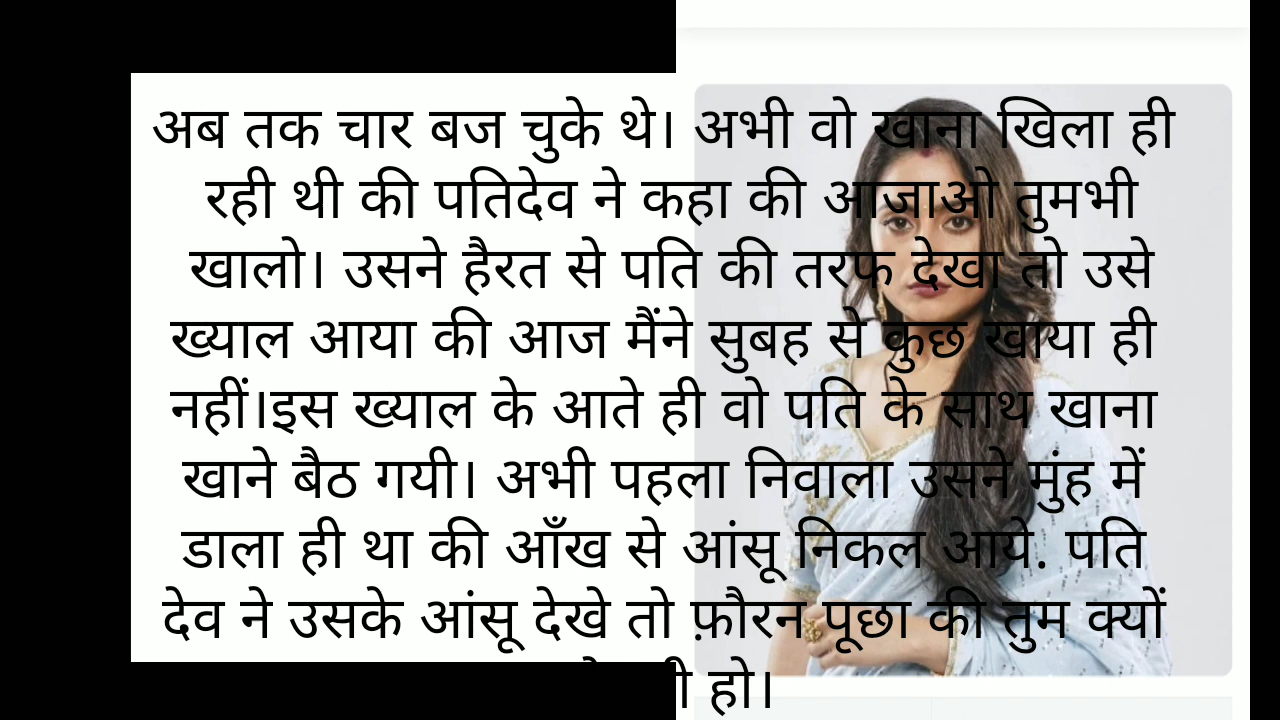 अब तक चार बज चुके थे। अभी वो खाना खिला ही
रही थी की पतिदेव ने कहा की आजाओ तुमभी
खालो। उसने हैरत से पति की तरफ देखा तो उसे
ख्याल आया की आज मैंने सुबह से कुछ खाया ही
नहीं।इस ख्याल के आते ही वो पति के साथ खाना
खाने बैठ गयी। अभी पहला निवाला उसने मुंह में
डाला ही था की आँख से आंसू निकल आये. पति
देव ने उसके आंसू देखे तो फ़ौरन पूछा की तुम क्यों
हो।